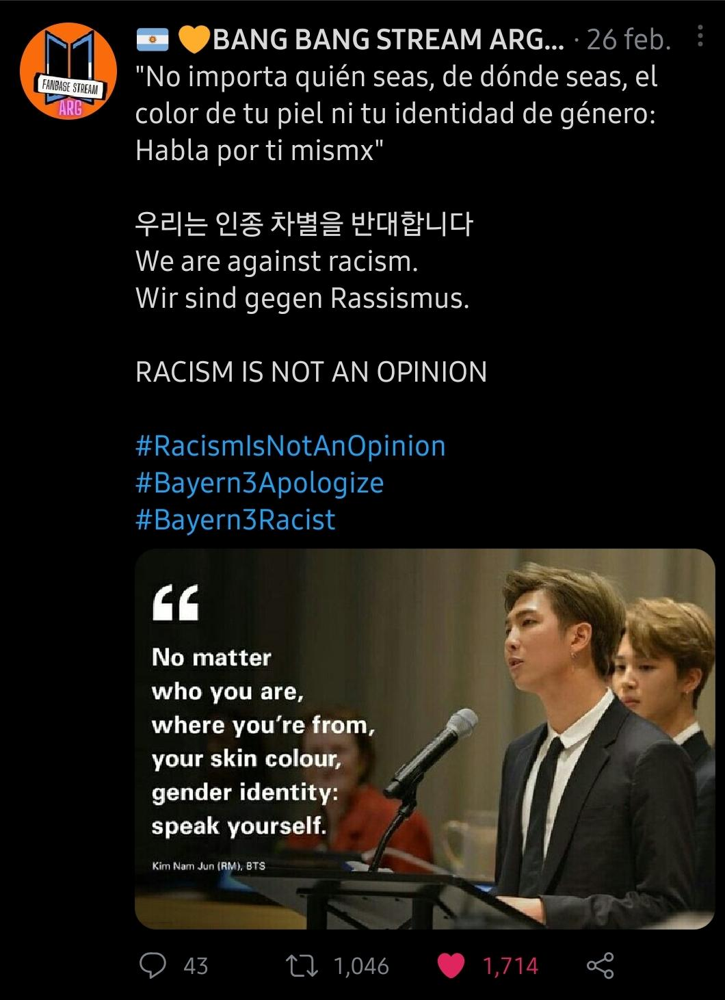 🇦🇷 🧡BANG BANG STREAM ARG... · 26 feb.
FANBASE STREAM
ARG
"No importa quién seas, de dónde seas, el
color de tu piel ni tu identidad de género:
Habla por ti mismx"
우리는 인종 차별을 반대합니다
We are against racism.
Wir sind gegen Rassismus.
RACISM IS NOT AN OPINION
#RacismIsNotAnOpinion
#Bayern3Apologize
#Bayern3Racist
“
No matter
who you are,
where you're from,
your skin colour,
gender identity:
speak yourself.
Kim Nam Jun (RM), BTS
43 1,046 1,714